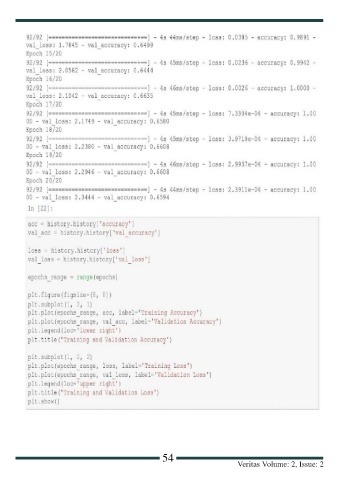 92/92 [==============================] - 4s 44ms/step - loss: 0.0385 - accuracy: 0.9891 -
val_loss: 1.7845 - val_accuracy: 0.6499
Epoch 15/20
92/92 [==============================] - 4s 45ms/step - loss: 0.0236 - accuracy: 0.9942 -
val_loss: 2.0562 - val_accuracy: 0.6444
Epoch 16/20
92/92 [==============================] - 4s 46ms/step - loss: 0.0026 - accuracy: 1.0000 -
val_loss: 2.1042 - val_accuracy: 0.6635
Epoch 17/20
92/92 [==============================] - 4s 45ms/step - loss: 7.3334e-04 - accuracy: 1.00
00 - val_loss: 2.1749 - val_accuracy: 0.6580
Epoch 18/20
92/92 [==============================] - 4s 45ms/step - loss: 3.9719e-04 - accuracy: 1.00
00 - val_loss: 2.2380 - val_accuracy: 0.6608
Epoch 19/20
92/92 [==============================] - 4s 46ms/step - loss: 2.9937e-04 - accuracy: 1.00
00 - val_loss: 2.2946 - val_accuracy: 0.6608
Epoch 20/20
92/92 [==============================] - 4s 44ms/step - loss: 2.3911e-04 - accuracy: 1.00
00 - val_loss: 2.3444 - val_accuracy: 0.6594
In [22]:
acc = history.history['accuracy']
val_acc = history.history['val_accuracy']
loss = history.history['loss']
val_loss = history.history['val_loss']
epochs_range = range(epochs)
plt.figure(figsize=(8, 8))
plt.subplot(1, 2, 1)
plt.plot(epochs_range, acc, label='Training Accuracy')
plt.plot(epochs_range, val_acc, label='Validation Accuracy')
plt.legend(loc='lower right')
plt.title('Training and Validation Accuracy')
plt.subplot(1, 2, 2)
plt.plot(epochs_range, loss, label='Training Loss')
plt.plot(epochs_range, val_loss, label='Validation Loss')
plt.legend(loc='upper right')
plt.title('Training and Validation Loss')
plt.show()
54
Veritas Volume: 2, Issue: 2